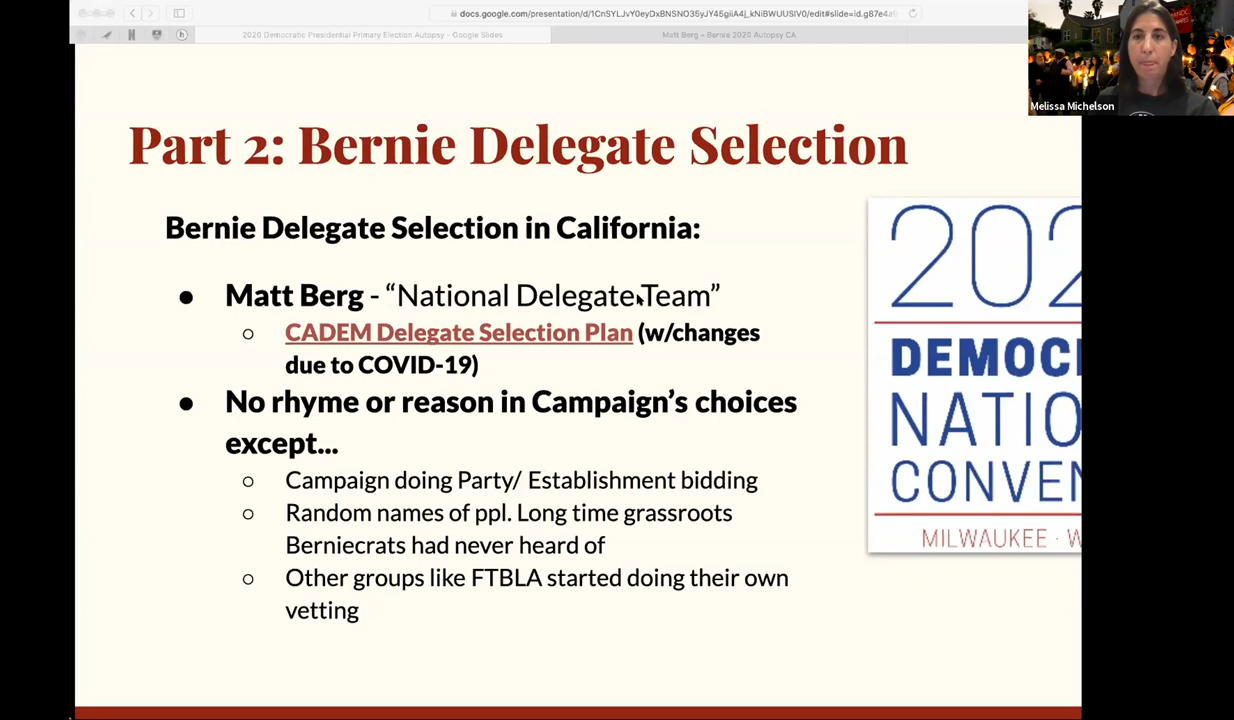 docs.google.com/presentation/d/1CnSYLJvY0eyDxBNSNO35yJY45giiA4j_kNiBWUUSIV0/edit#slide=id.g87e4a6
2020 Democratic Presidential Primary Election Autopsy - Google Slides
Matt Berg – Bernie 2020 Autopsy CA
Melissa Michelson
Part 2: Bernie Delegate Selection
Bernie Delegate Selection in California:
● Matt Berg - “National Delegate Team”
○ CADEM Delegate Selection Plan (w/changes
due to COVID-19)
● No rhyme or reason in Campaign’s choices
except...
○ Campaign doing Party/ Establishment bidding
○ Random names of ppl. Long time grassroots
Berniecrats had never heard of
○ Other groups like FTBLA started doing their own
vetting
202
DEMOC
NATIO
CONVEN
MILWAUKEE · W